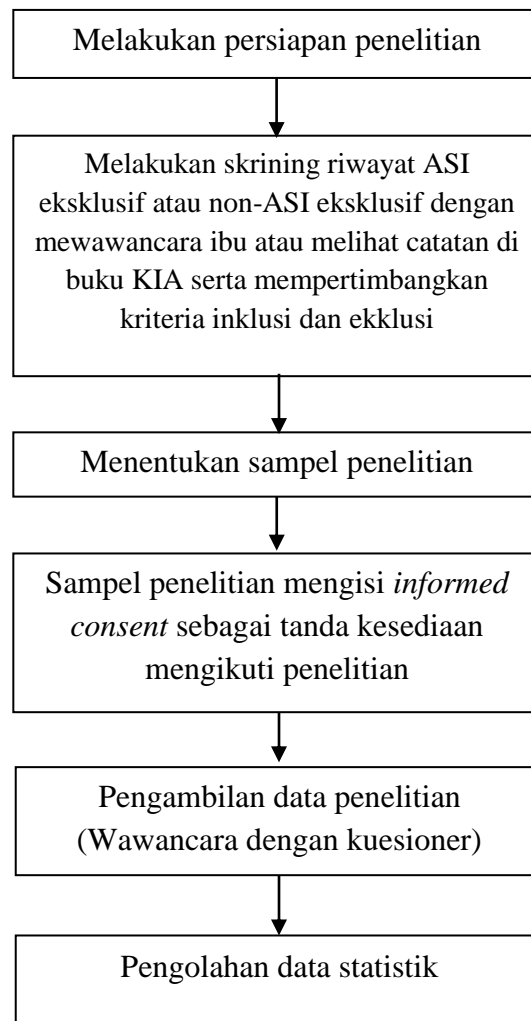 Melakukan persiapan penelitian
Melakukan skrining riwayat ASI
eksklusif atau non-ASI eksklusif dengan
mewawancara ibu atau melihat catatan di
buku KIA serta mempertimbangkan
kriteria inklusi dan ekklusi
Menentukan sampel penelitian
Sampel penelitian mengisi informed
consent sebagai tanda kesediaan
mengikuti penelitian
Pengambilan data penelitian
(Wawancara dengan kuesioner)
Pengolahan data statistik